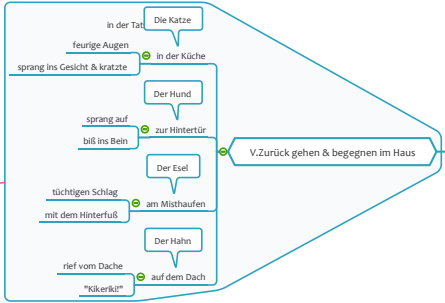 Die Katze
in der Tat
feurige Augen
in der Küche
sprang ins Gesicht & kratzte
Der Hund
sprang auf
zur Hintertür
biß ins Bein
V.Zurück gehen & begegnen im Haus
Der Esel
tüchtigen Schlag
am Misthaufen
mit dem Hinterfuß
Der Hahn
rief vom Dache
auf dem Dach
"Kikeriki!"